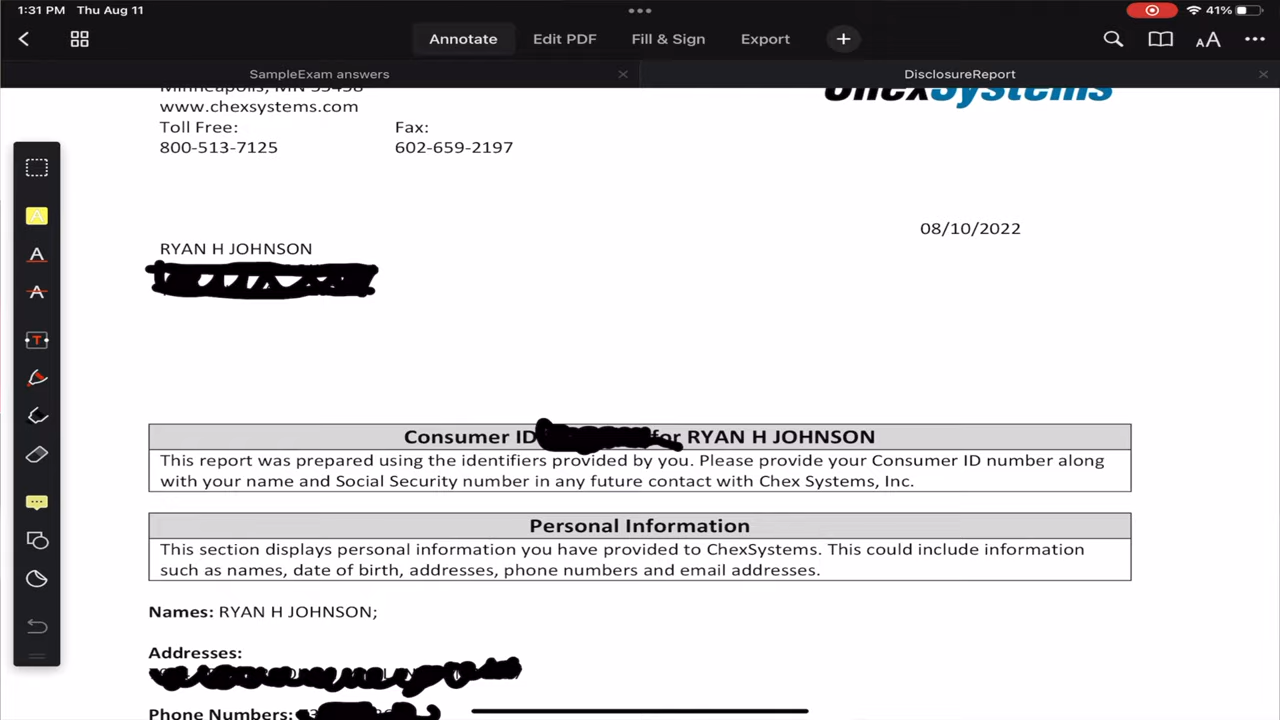 1:31 PM Thu Aug 11
41%
Annotate Edit PDF Fill & Sign Export
SampleExam answers
DisclosureReport
Minneapolis, MN 55438
www.chexsystems.com
ChexSystems
Toll Free: Fax:
800-513-7125 602-659-2197
08/10/2022
RYAN H JOHNSON
Consumer ID for RYAN H JOHNSON
This report was prepared using the identifiers provided by you. Please provide your Consumer ID number along
with your name and Social Security number in any future contact with Chex Systems, Inc.
Personal Information
This section displays personal information you have provided to ChexSystems. This could include information
such as names, date of birth, addresses, phone numbers and email addresses.
Names: RYAN H JOHNSON;
Addresses:
Phone Numbers: